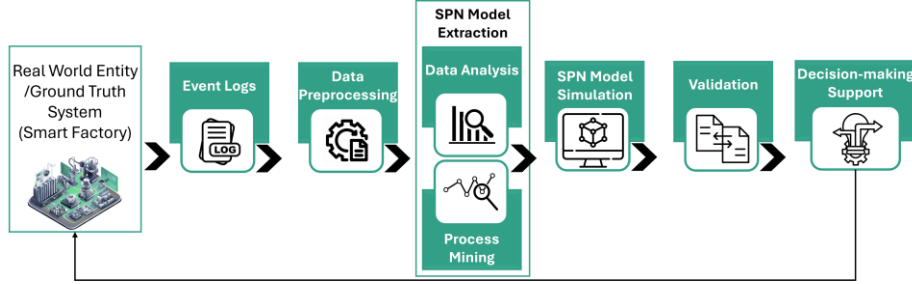 Real World Entity
/Ground Truth
System
(Smart Factory)
Event Logs
LOG
Data
Preprocessing
SPN Model
Extraction
Data Analysis
Process
Mining
SPN Model
Simulation
Validation
Decision-making
Support